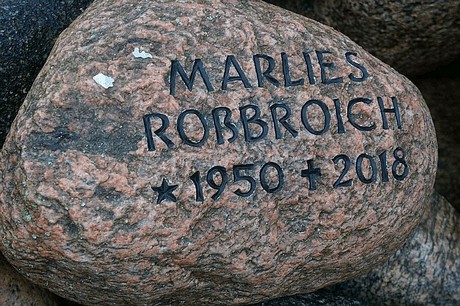 Marlies
Roßbroich
★ 1950 ✝ 2018